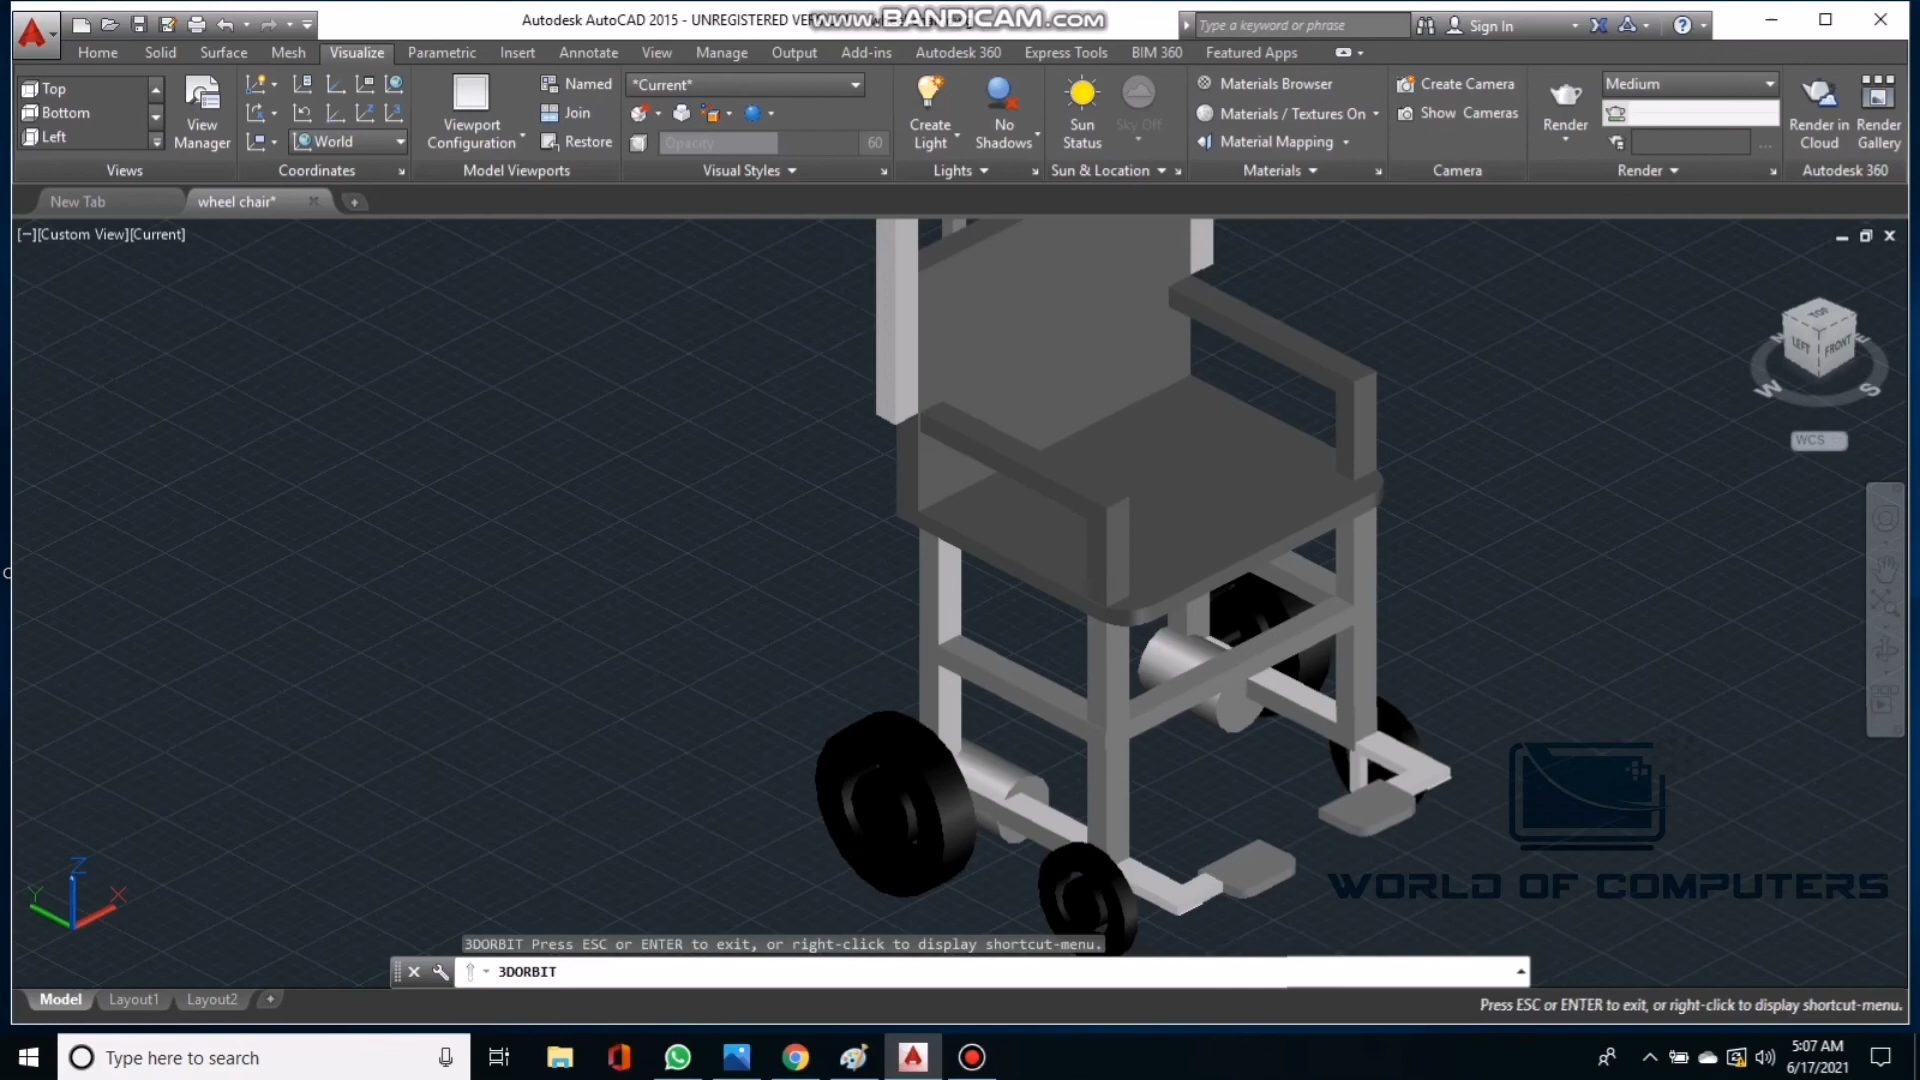 Autodesk AutoCAD 2015 - UNREGISTERED VER
www.BANDICAM.com
Type a keyword or phrase
Sign In
Home Solid Surface Mesh Visualize Parametric Insert Annotate View Manage Output Add-ins Autodesk 360 Express Tools BIM 360 Featured Apps
Top
Bottom
Left
View Manager
World
Viewport Configuration
Named
Join
Restore
*Current*
Opacity 60
Create Light
No Shadows
Sun Status
Sky Off
Materials Browser
Materials / Textures On
Material Mapping
Create Camera
Show Cameras
Render
Medium
...
Render in Cloud
Render Gallery
Views Coordinates Model Viewports Visual Styles Lights Sun & Location Materials Camera Render Autodesk 360
New Tab wheel chair*
[−][Custom View][Current]
TOP
LEFT FRONT
W S
WCS
Z
Y X
WORLD OF COMPUTERS
3DORBIT Press ESC or ENTER to exit, or right-click to display shortcut-menu.
3DORBIT
Model Layout1 Layout2 +
Press ESC or ENTER to exit, or right-click to display shortcut-menu.
Type here to search
5:07 AM
6/17/2021